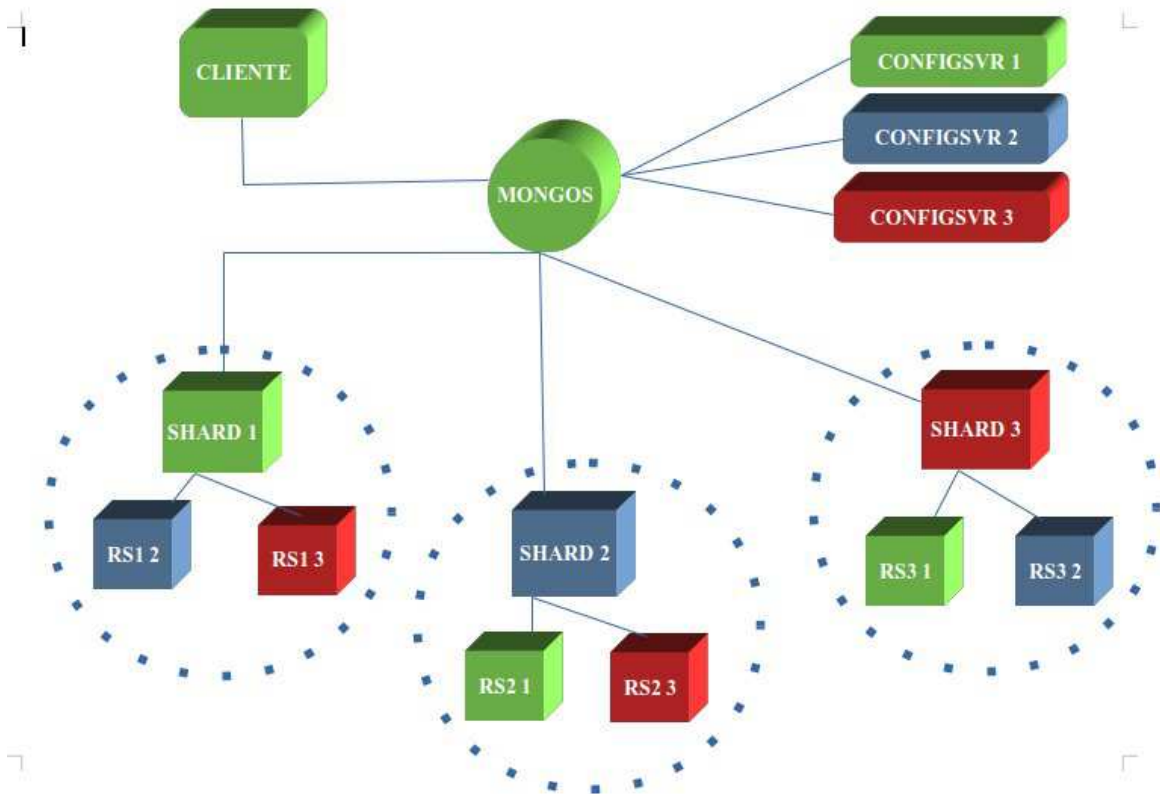 CLIENTE
CONFIGSVR 1
CONFIGSVR 2
MONGOS
CONFIGSVR 3
SHARD 1
SHARD 3
RS1 2
RS1 3
SHARD 2
RS3 1
RS3 2
RS2 1
RS2 3